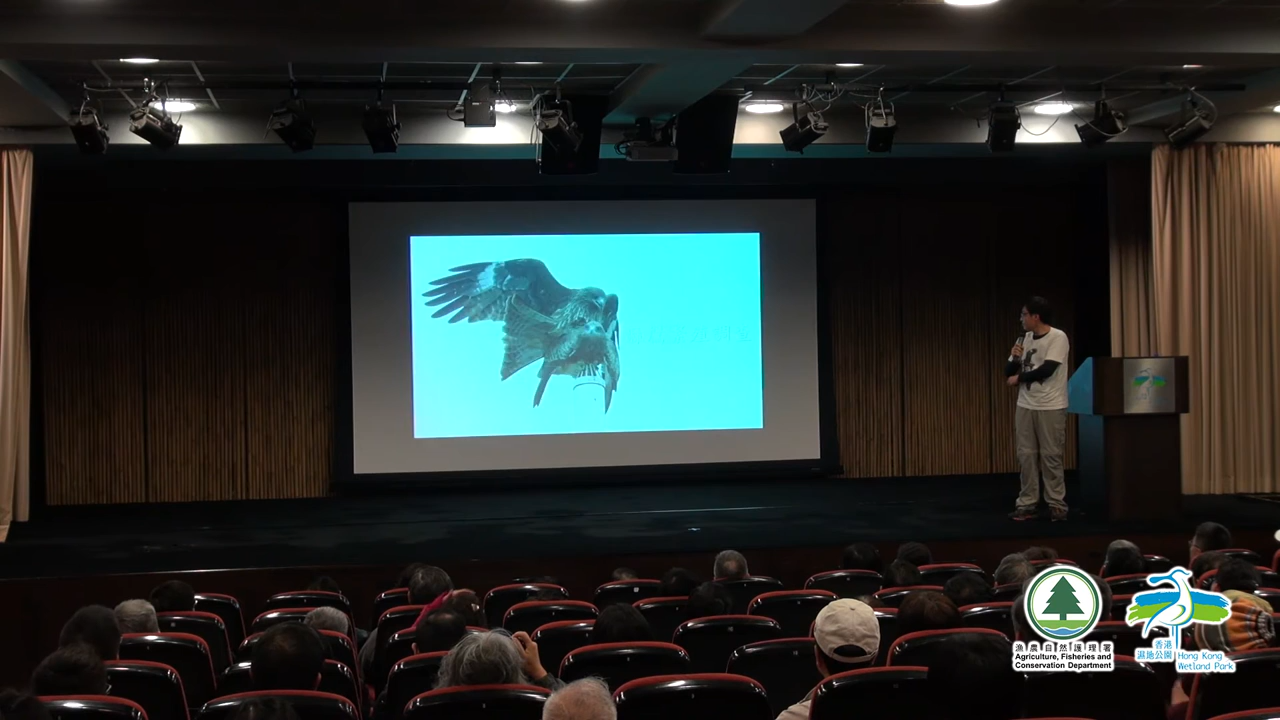 漁農自然護理署
Agriculture, Fisheries and
Conservation Department
香港
濕地公園
Hong Kong
Wetland Park